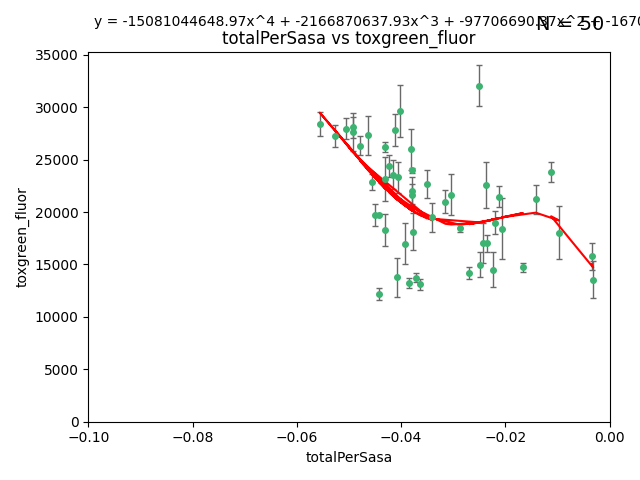 y = -15081044648.97x^4 + -2166870637.93x^3 +
N = 50
totalPerSasa vs toxgreen_fluor
35000
30000
25000
20000
15000
10000
5000
0
toxgreen_fluor
−0.10 −0.08 −0.06 −0.04 −0.02 0.00
totalPerSasa